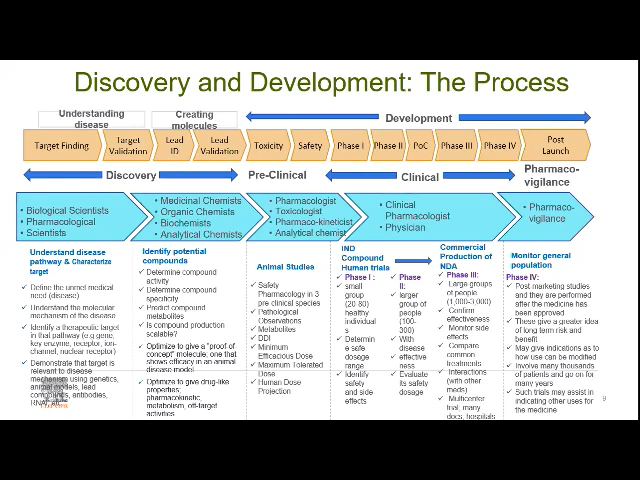 Discovery and Development: The Process
Understanding
disease
Creating
molecules
Development
Target Finding
Target
Validation
Lead
ID
Lead
Validation
Toxicity
Safety
Phase I
Phase II
PoC
Phase III
Phase IV
Post
Launch
Discovery
Pre-Clinical
Clinical
Pharmaco-
vigilance
• Biological Scientists
• Pharmacological
• Scientists
• Medicinal Chemists
• Organic Chemists
• Biochemists
• Analytical Chemists
• Pharmacologist
• Toxicologist
• Pharmaco-kineticist
• Analytical chemist
• Clinical
Pharmacologist
• Physician
• Pharmaco-
vigilance
Understand disease
pathway & Characterize
target
✓ Define the unmet medical
need (disease)
✓ Understand the molecular
mechanism of the disease
✓ Identify a therapeutic target
in that pathway (e.g gene,
key enzyme, receptor, ion-
channel, nuclear receptor)
✓ Demonstrate that target is
relevant to disease
mechanism using genetics,
animal models, lead
compounds, antibodies,
RNAi, etc.
Identify potential
compounds
✓ Determine compound
activity
✓ Determine compound
specificity
✓ Predict compound
metabolites
✓ Is compound production
scalable?
✓ Optimize to give a "proof of
concept" molecule; one that
shows efficacy in an animal
disease model
✓ Optimize to give drug-like
properties;
pharmacokinetic,
metabolism, off-target
activities
Animal Studies
✓ Safety
Pharmacology in 3
pre clinical species
✓ Pathological
Observations
✓ Metabolites
✓ DDI
✓ Minimum
Efficacious Dose
✓ Maximum Tolerated
Dose
✓ Human Dose
Projection
IND
Compound
Human trials
✓ Phase I :
✓ small
group
(20-80)
healthy
individual
s
✓ Determin
e safe
dosage
range
✓ Identify
safety
and side
effects
✓ Phase
II:
✓ larger
group of
people
(100-
300)
✓ With
disease
✓ effective
ness
✓ Evaluate
its safety
dosage
Commercial
Production of
NDA
✓ Phase III:
✓ Large groups
of people
(1,000-3,000)
✓ Confirm
effectiveness
✓ Monitor side
effects
✓ Compare
common
treatments
✓ Interactions
(with other
meds)
✓ Multicenter
trial, many
docs, hospitals
Monitor general
population
Phase IV:
✓ Post marketing studies
and they are performed
after the medicine has
been approved
✓ These give a greater idea
of long term risk and
benefit
✓ May give indications as to
how use can be modified
✓ Involve many thousands
of patients and go on for
many years
✓ Such trials may assist in
indicating other uses for
the medicine
9